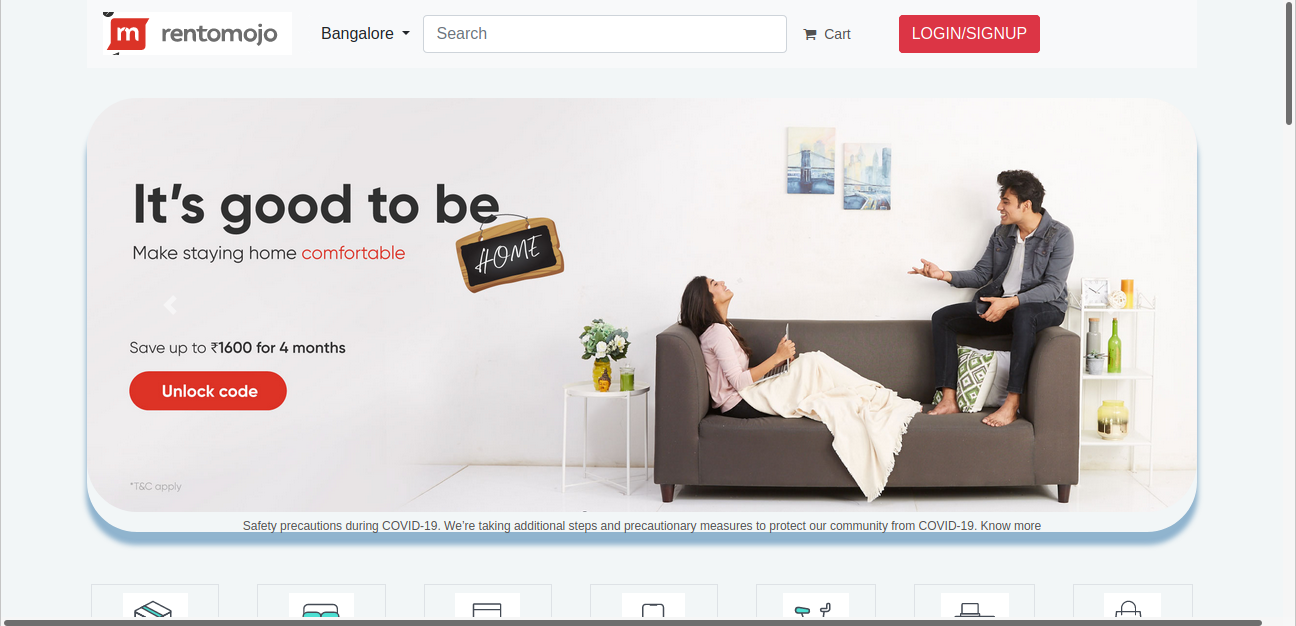 m rentomojo
Bangalore
Search
Cart
LOGIN/SIGNUP
It's good to be
HOME
Make staying home comfortable
Save up to ₹1600 for 4 months
Unlock code
*T&C apply
Safety precautions during COVID-19. We're taking additional steps and precautionary measures to protect our community from COVID-19. Know more